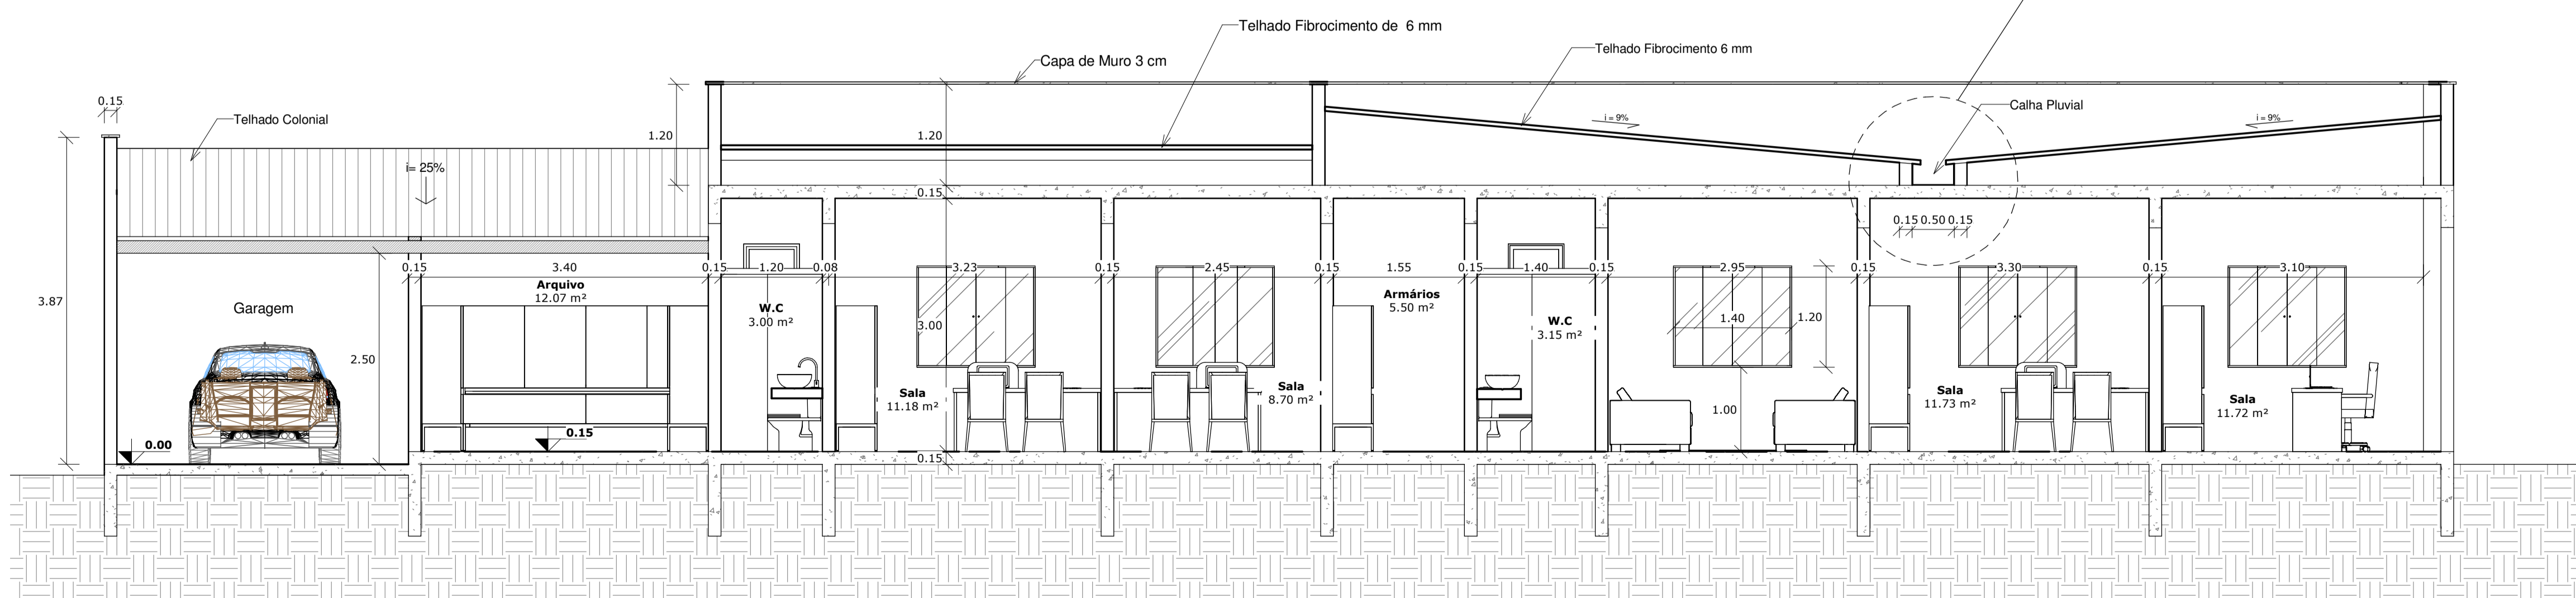 Telhado Fibrocimento de 6 mm
Telhado Fibrocimento 6 mm
Capa de Muro 3 cm
0.15
Calha Pluvial
Telhado Colonial
i = 9%
i = 9%
1.20
1.20
i= 25%
0.15
0.15 0.50 0.15
0.15 3.40 0.15 1.20 0.08 3.23 0.15 2.45 0.15 1.55 0.15 1.40 0.15 2.95 0.15 3.30 0.15 3.10
Arquivo
12.07 m²
Armários
5.50 m²
3.87
Garagem
W.C
3.00 m²
3.00
W.C
3.15 m²
1.40
1.20
2.50
Sala
11.18 m²
Sala
8.70 m²
1.00
Sala
11.73 m²
Sala
11.72 m²
0.00
0.15
0.15